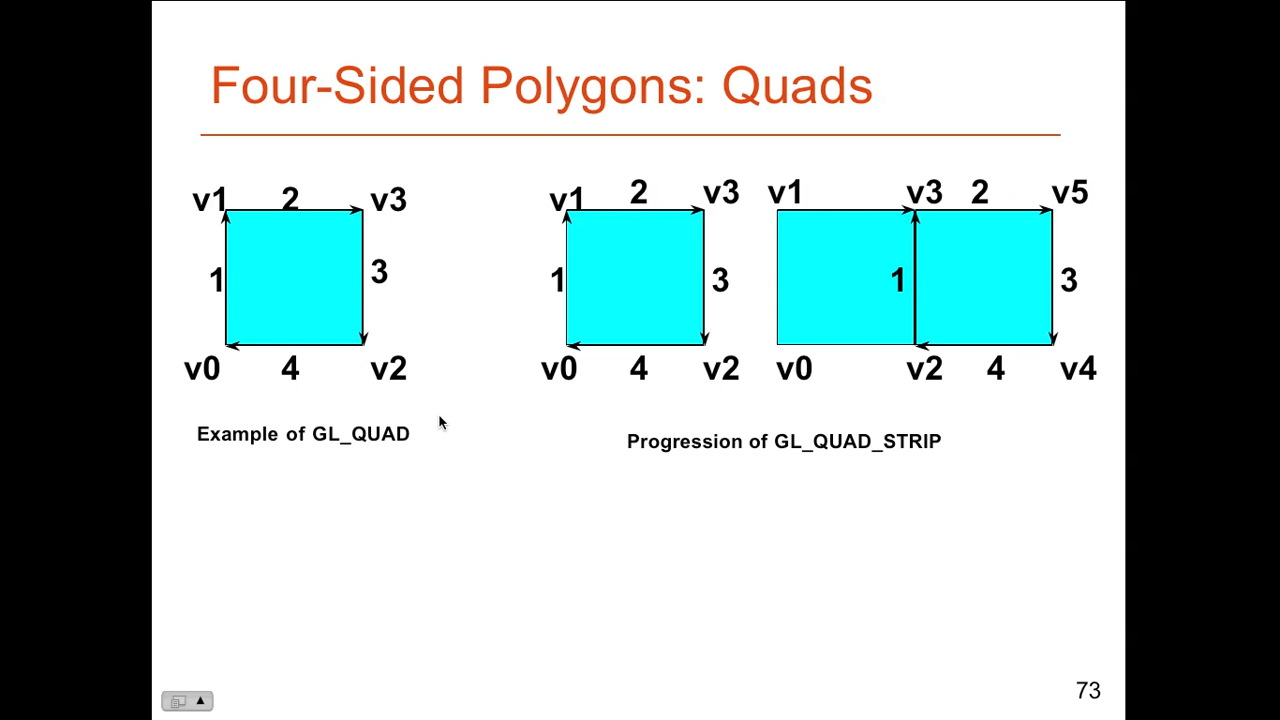 Four-Sided Polygons: Quads
v1 2 v3
1 3
v0 4 v2
Example of GL_QUAD
v1 2 v3 v1 v3 2 v5
1 3 1 3
v0 4 v2 v0 v2 4 v4
Progression of GL_QUAD_STRIP
73